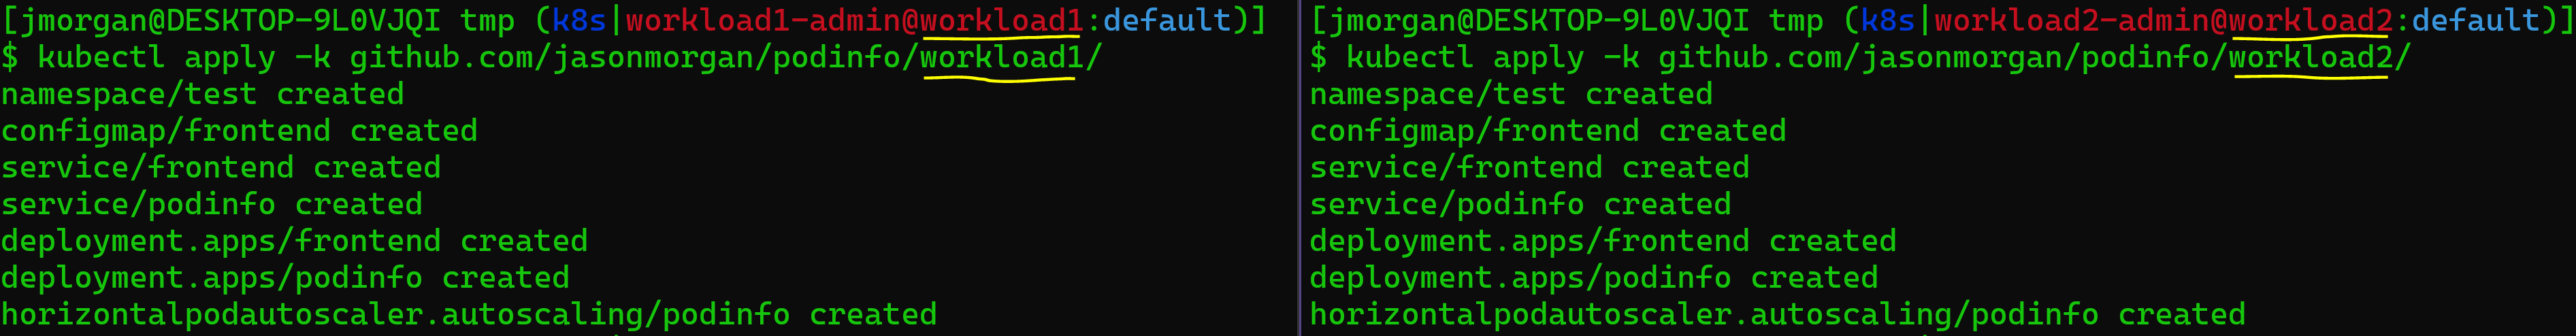 [jmorgan@DESKTOP-9L0VJQI tmp (k8s|workload1-admin@workload1:default)]
$ kubectl apply -k github.com/jasonmorgan/podinfo/workload1/
namespace/test created
configmap/frontend created
service/frontend created
service/podinfo created
deployment.apps/frontend created
deployment.apps/podinfo created
horizontalpodautoscaler.autoscaling/podinfo created
[jmorgan@DESKTOP-9L0VJQI tmp (k8s|workload2-admin@workload2:default)]
$ kubectl apply -k github.com/jasonmorgan/podinfo/workload2/
namespace/test created
configmap/frontend created
service/frontend created
service/podinfo created
deployment.apps/frontend created
deployment.apps/podinfo created
horizontalpodautoscaler.autoscaling/podinfo created